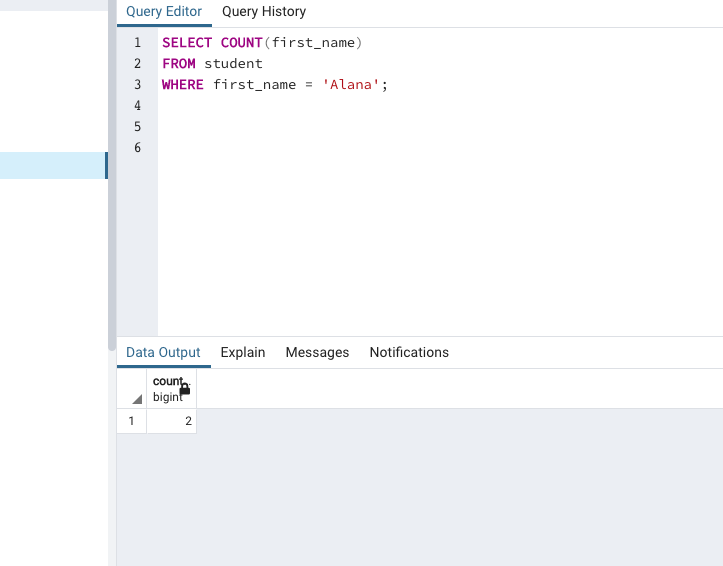 Query Editor Query History
1 SELECT COUNT(first_name)
2 FROM student
3 WHERE first_name = 'Alana';
4
5
6
Data Output Explain Messages Notifications
count
bigint
1 2